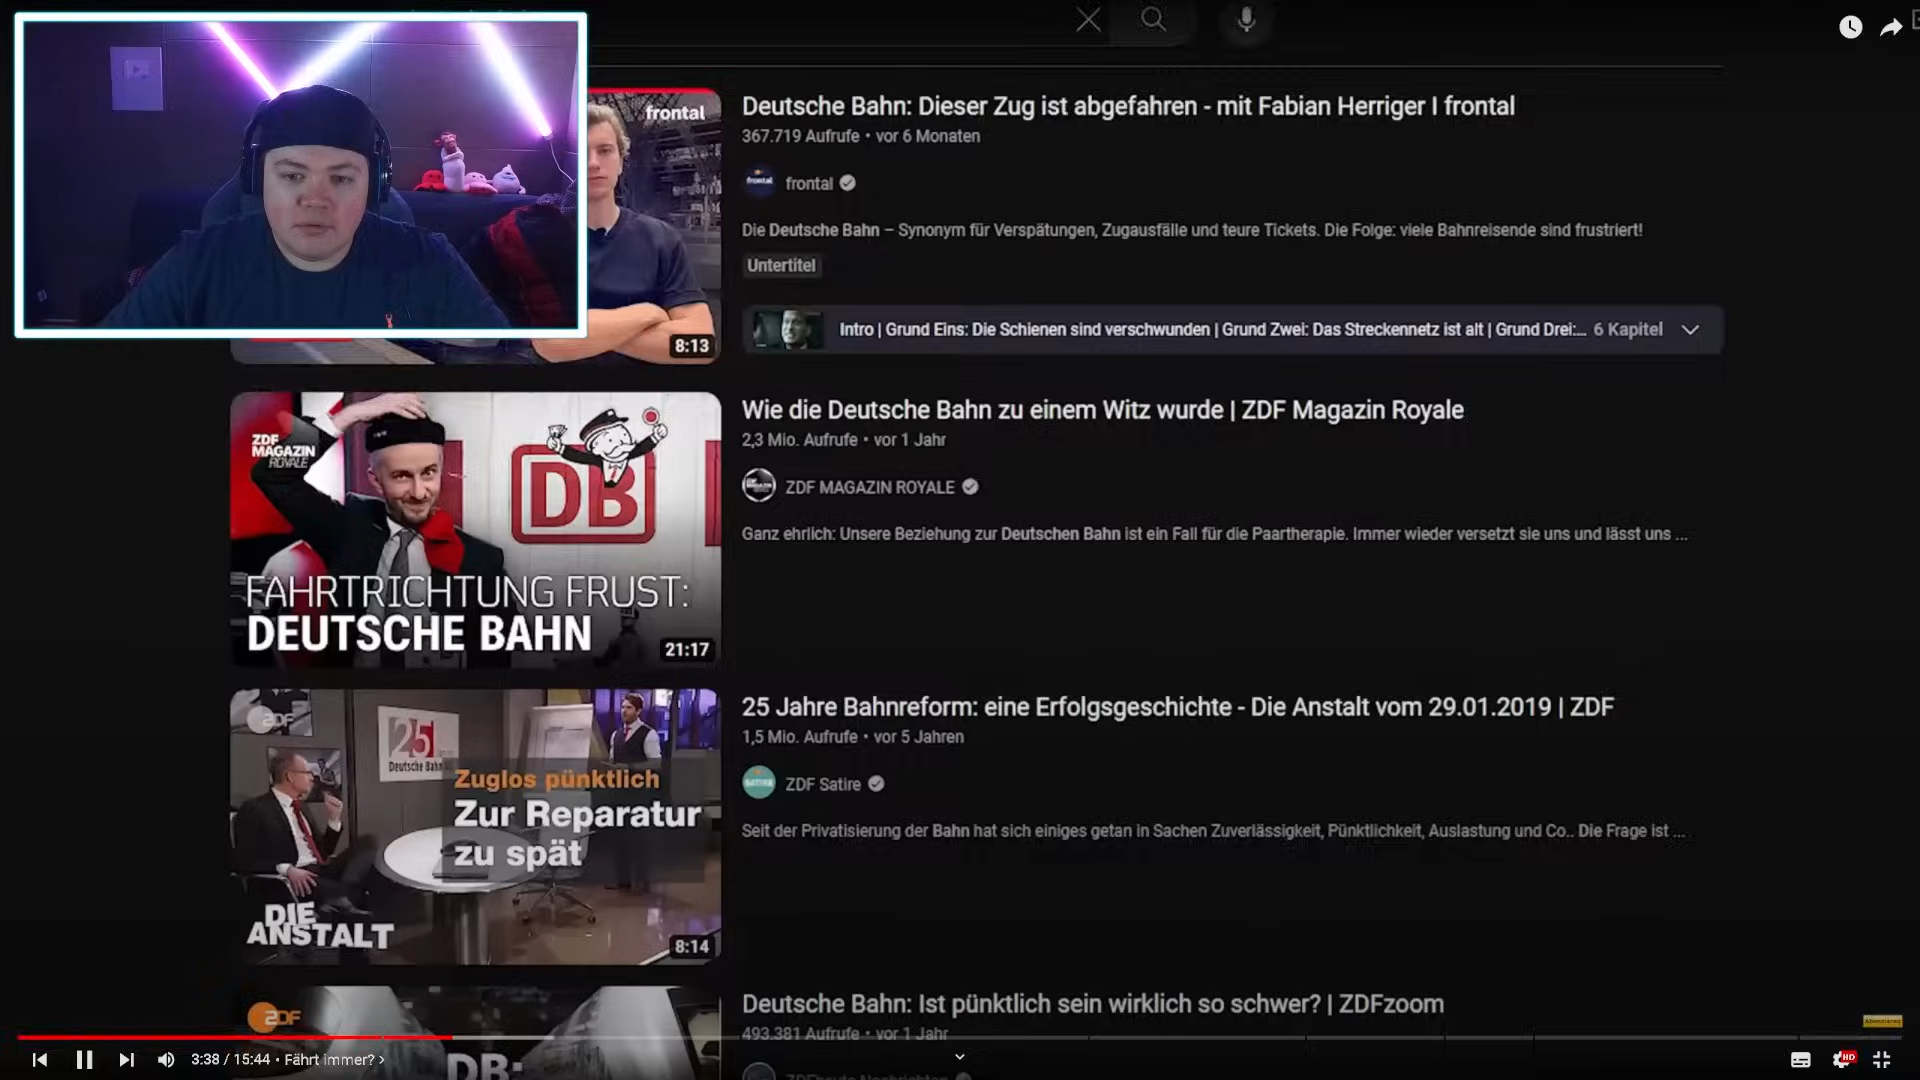 frontal
8:13
Deutsche Bahn: Dieser Zug ist abgefahren - mit Fabian Herriger I frontal
367.719 Aufrufe • vor 6 Monaten
frontal
frontal
Die Deutsche Bahn – Synonym für Verspätungen, Zugausfälle und teure Tickets. Die Folge: viele Bahnreisende sind frustriert!
Untertitel
Intro | Grund Eins: Die Schienen sind verschwunden | Grund Zwei: Das Streckennetz ist alt | Grund Drei:... 6 Kapitel
ZDF
MAGAZIN
ROYALE
DB
FAHRTRICHTUNG FRUST:
DEUTSCHE BAHN
21:17
Wie die Deutsche Bahn zu einem Witz wurde | ZDF Magazin Royale
2,3 Mio. Aufrufe • vor 1 Jahr
ZDF MAGAZIN ROYALE
Ganz ehrlich: Unsere Beziehung zur Deutschen Bahn ist ein Fall für die Paartherapie. Immer wieder versetzt sie uns und lässt uns ...
ZDF
25
Deutsche Bahn
Zuglos pünktlich
Zur Reparatur
zu spät
DIE
ANSTALT
8:14
25 Jahre Bahnreform: eine Erfolgsgeschichte - Die Anstalt vom 29.01.2019 | ZDF
1,5 Mio. Aufrufe • vor 5 Jahren
SATIRE
ZDF Satire
Seit der Privatisierung der Bahn hat sich einiges getan in Sachen Zuverlässigkeit, Pünktlichkeit, Auslastung und Co.. Die Frage ist ...
ZDF
DB:
Deutsche Bahn: Ist pünktlich sein wirklich so schwer? | ZDFzoom
493.381 Aufrufe • vor 1 Jahr
ZDFheute Nachrichten
3:38 / 15:44 • Fährt immer? ›
HD